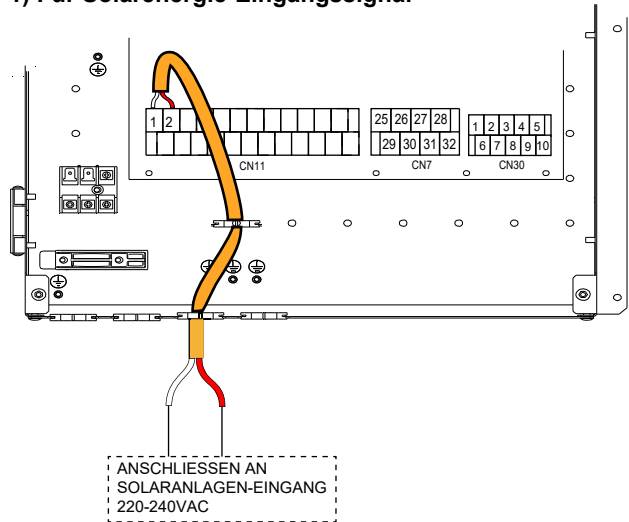 1) Für Solarenergie-Eingangssignal
1 2
25 26 27 28
29 30 31 32
1 2 3 4 5
6 7 8 9 10
CN11
CN7
CN30
ANSCHLIESSEN AN
SOLARANLAGEN-EINGANG
220-240VAC